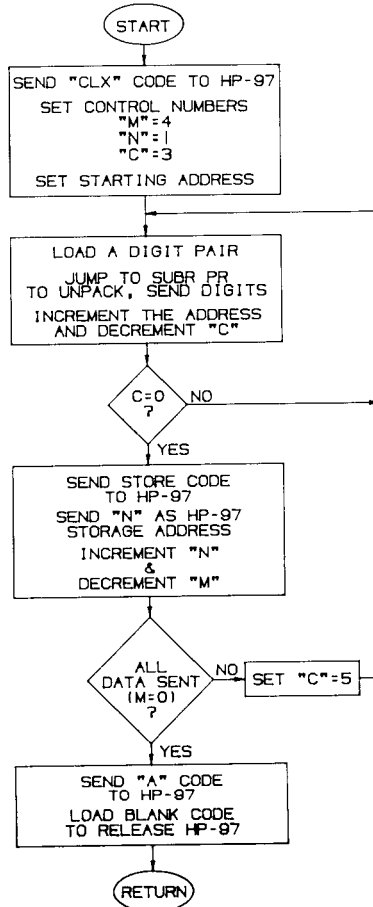 START
SEND "CLX" CODE TO HP-97
SET CONTROL NUMBERS
"M"=4
"N"=1
"C"=3
SET STARTING ADDRESS
LOAD A DIGIT PAIR
JUMP TO SUBR PR
TO UNPACK, SEND DIGITS
INCREMENT THE ADDRESS
AND DECREMENT "C"
C=0
?
NO
YES
SEND STORE CODE
TO HP-97
SEND "N" AS HP-97
STORAGE ADDRESS
INCREMENT "N"
&
DECREMENT "M"
ALL
DATA SENT
(M=0)
?
NO
SET "C"=5
YES
SEND "A" CODE
TO HP-97
LOAD BLANK CODE
TO RELEASE HP-97
RETURN